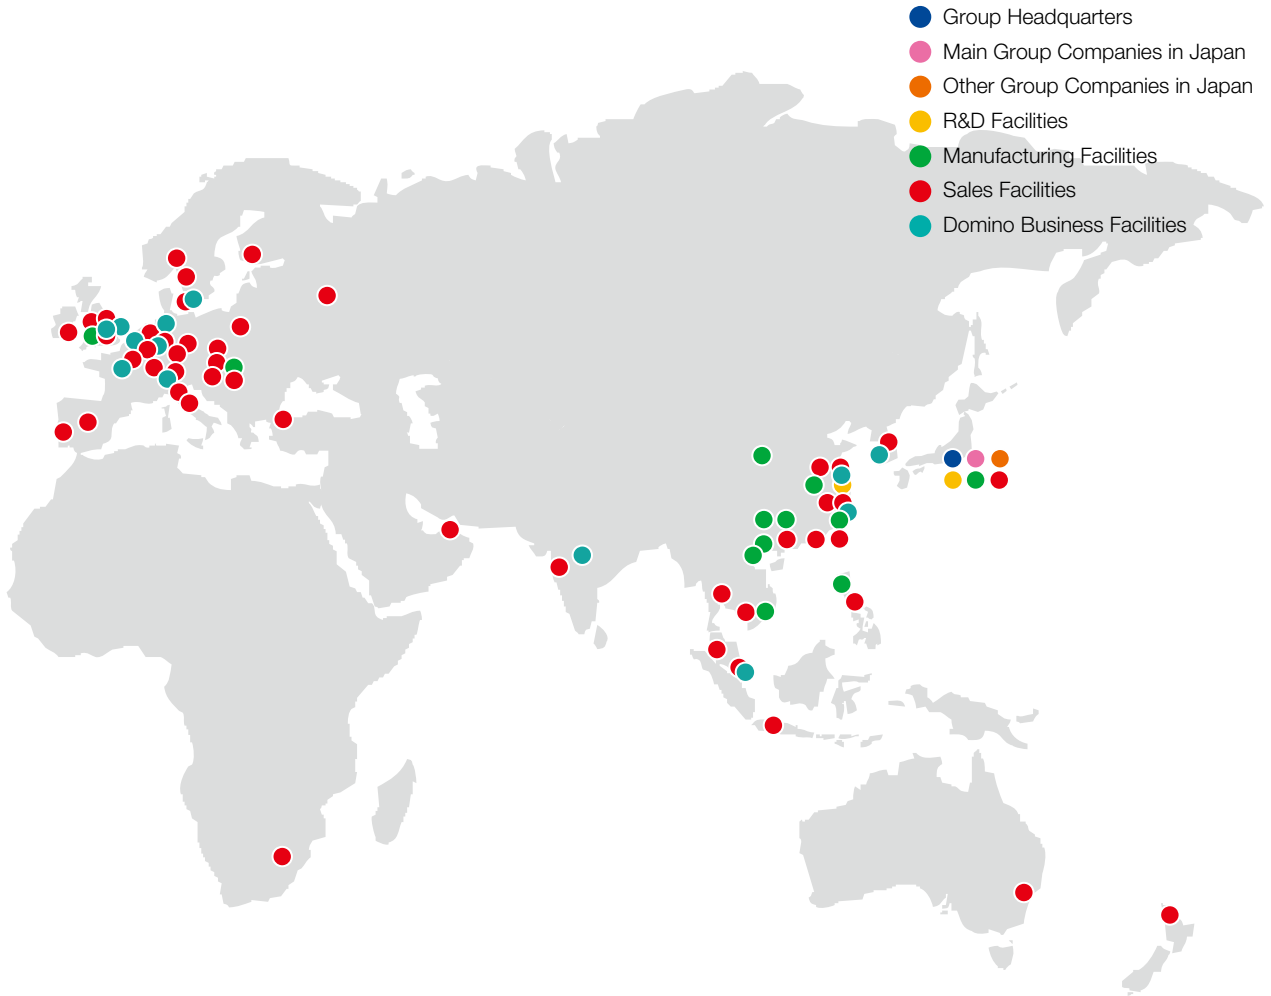 Group Headquarters
Main Group Companies in Japan
Other Group Companies in Japan
R&D Facilities
Manufacturing Facilities
Sales Facilities
Domino Business Facilities